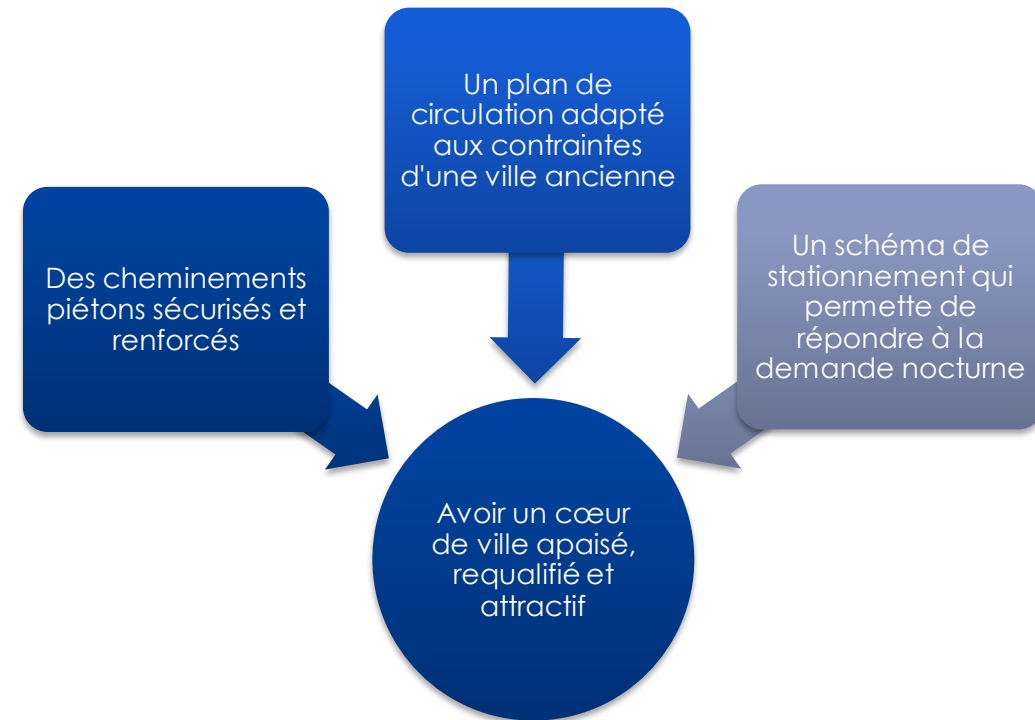 Un plan de
circulation adapté
aux contraintes
d'une ville ancienne
Des cheminements
piétons sécurisés et
renforcés
Un schéma de
stationnement qui
permette de
répondre à la
demande nocturne
Avoir un cœur
de ville apaisé,
requalifié et
attractif